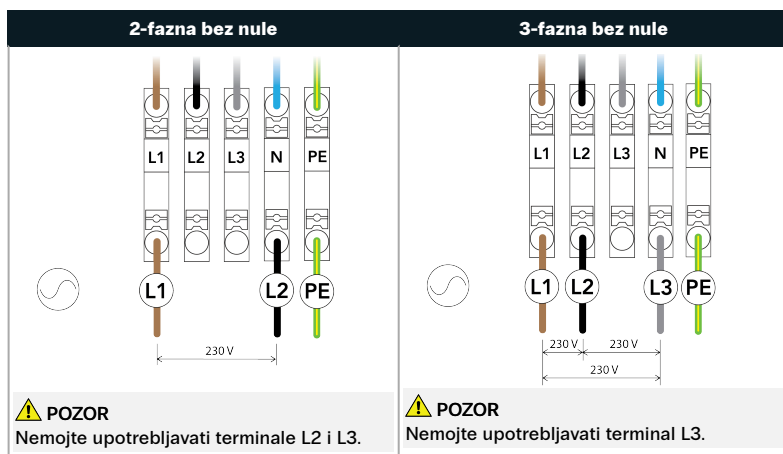 2-fazna bez nule
3-fazna bez nule
L1 L2 L3 N PE
L1 L2 PE
230 V
L1 L2 L3 N PE
L1 L2 L3 PE
230 V 230 V
230 V
POZOR
Nemojte upotrebljavati terminale L2 i L3.
POZOR
Nemojte upotrebljavati terminal L3.